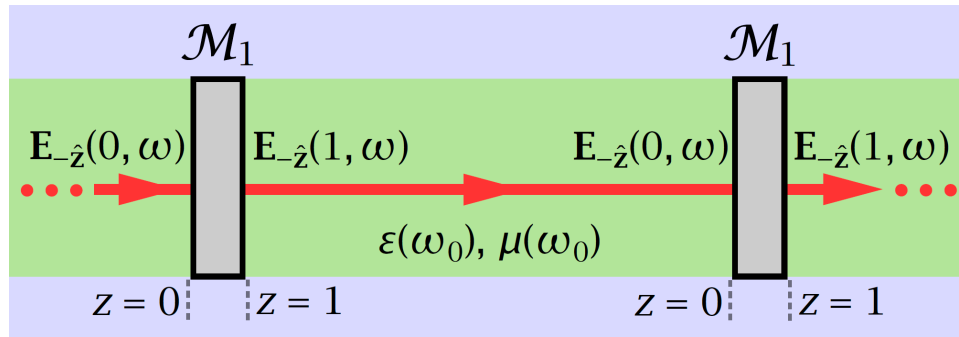 ℳ₁ ℳ₁
E₋ẑ(0, ω) E₋ẑ(1, ω) E₋ẑ(0, ω) E₋ẑ(1, ω)
ε(ω₀), μ(ω₀)
z = 0 z = 1 z = 0 z = 1